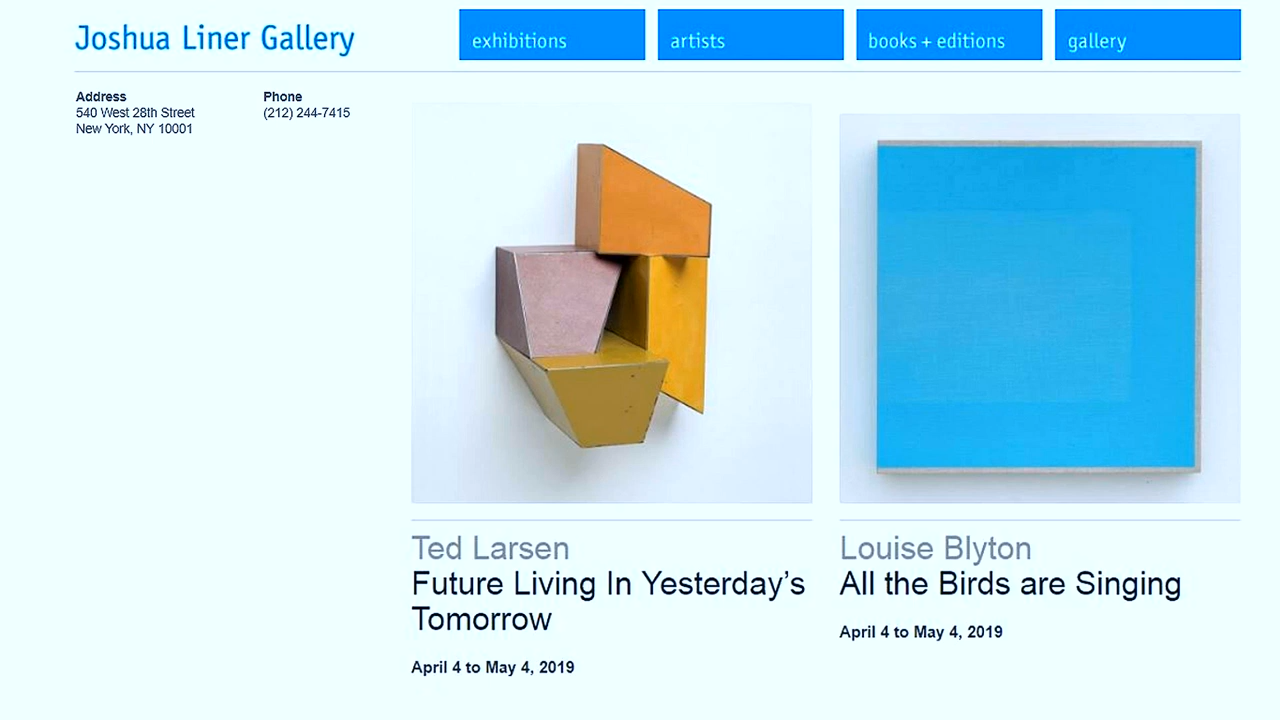 Joshua Liner Gallery
exhibitions
artists
books + editions
gallery
Address
540 West 28th Street
New York, NY 10001
Phone
(212) 244-7415
Ted Larsen
Future Living In Yesterday’s
Tomorrow
April 4 to May 4, 2019
Louise Blyton
All the Birds are Singing
April 4 to May 4, 2019